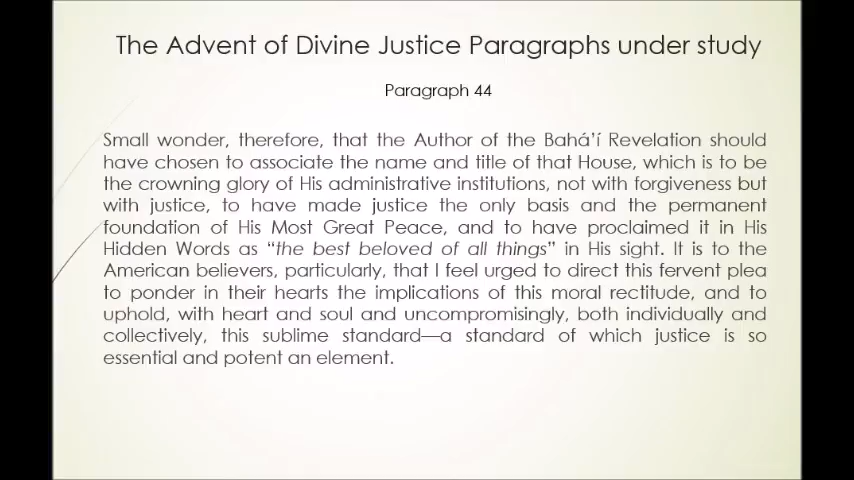 The Advent of Divine Justice Paragraphs under study
Paragraph 44
Small wonder, therefore, that the Author of the Bahá’í Revelation should
have chosen to associate the name and title of that House, which is to be
the crowning glory of His administrative institutions, not with forgiveness but
with justice, to have made justice the only basis and the permanent
foundation of His Most Great Peace, and to have proclaimed it in His
Hidden Words as “the best beloved of all things” in His sight. It is to the
American believers, particularly, that I feel urged to direct this fervent plea
to ponder in their hearts the implications of this moral rectitude, and to
uphold, with heart and soul and uncompromisingly, both individually and
collectively, this sublime standard—a standard of which justice is so
essential and potent an element.